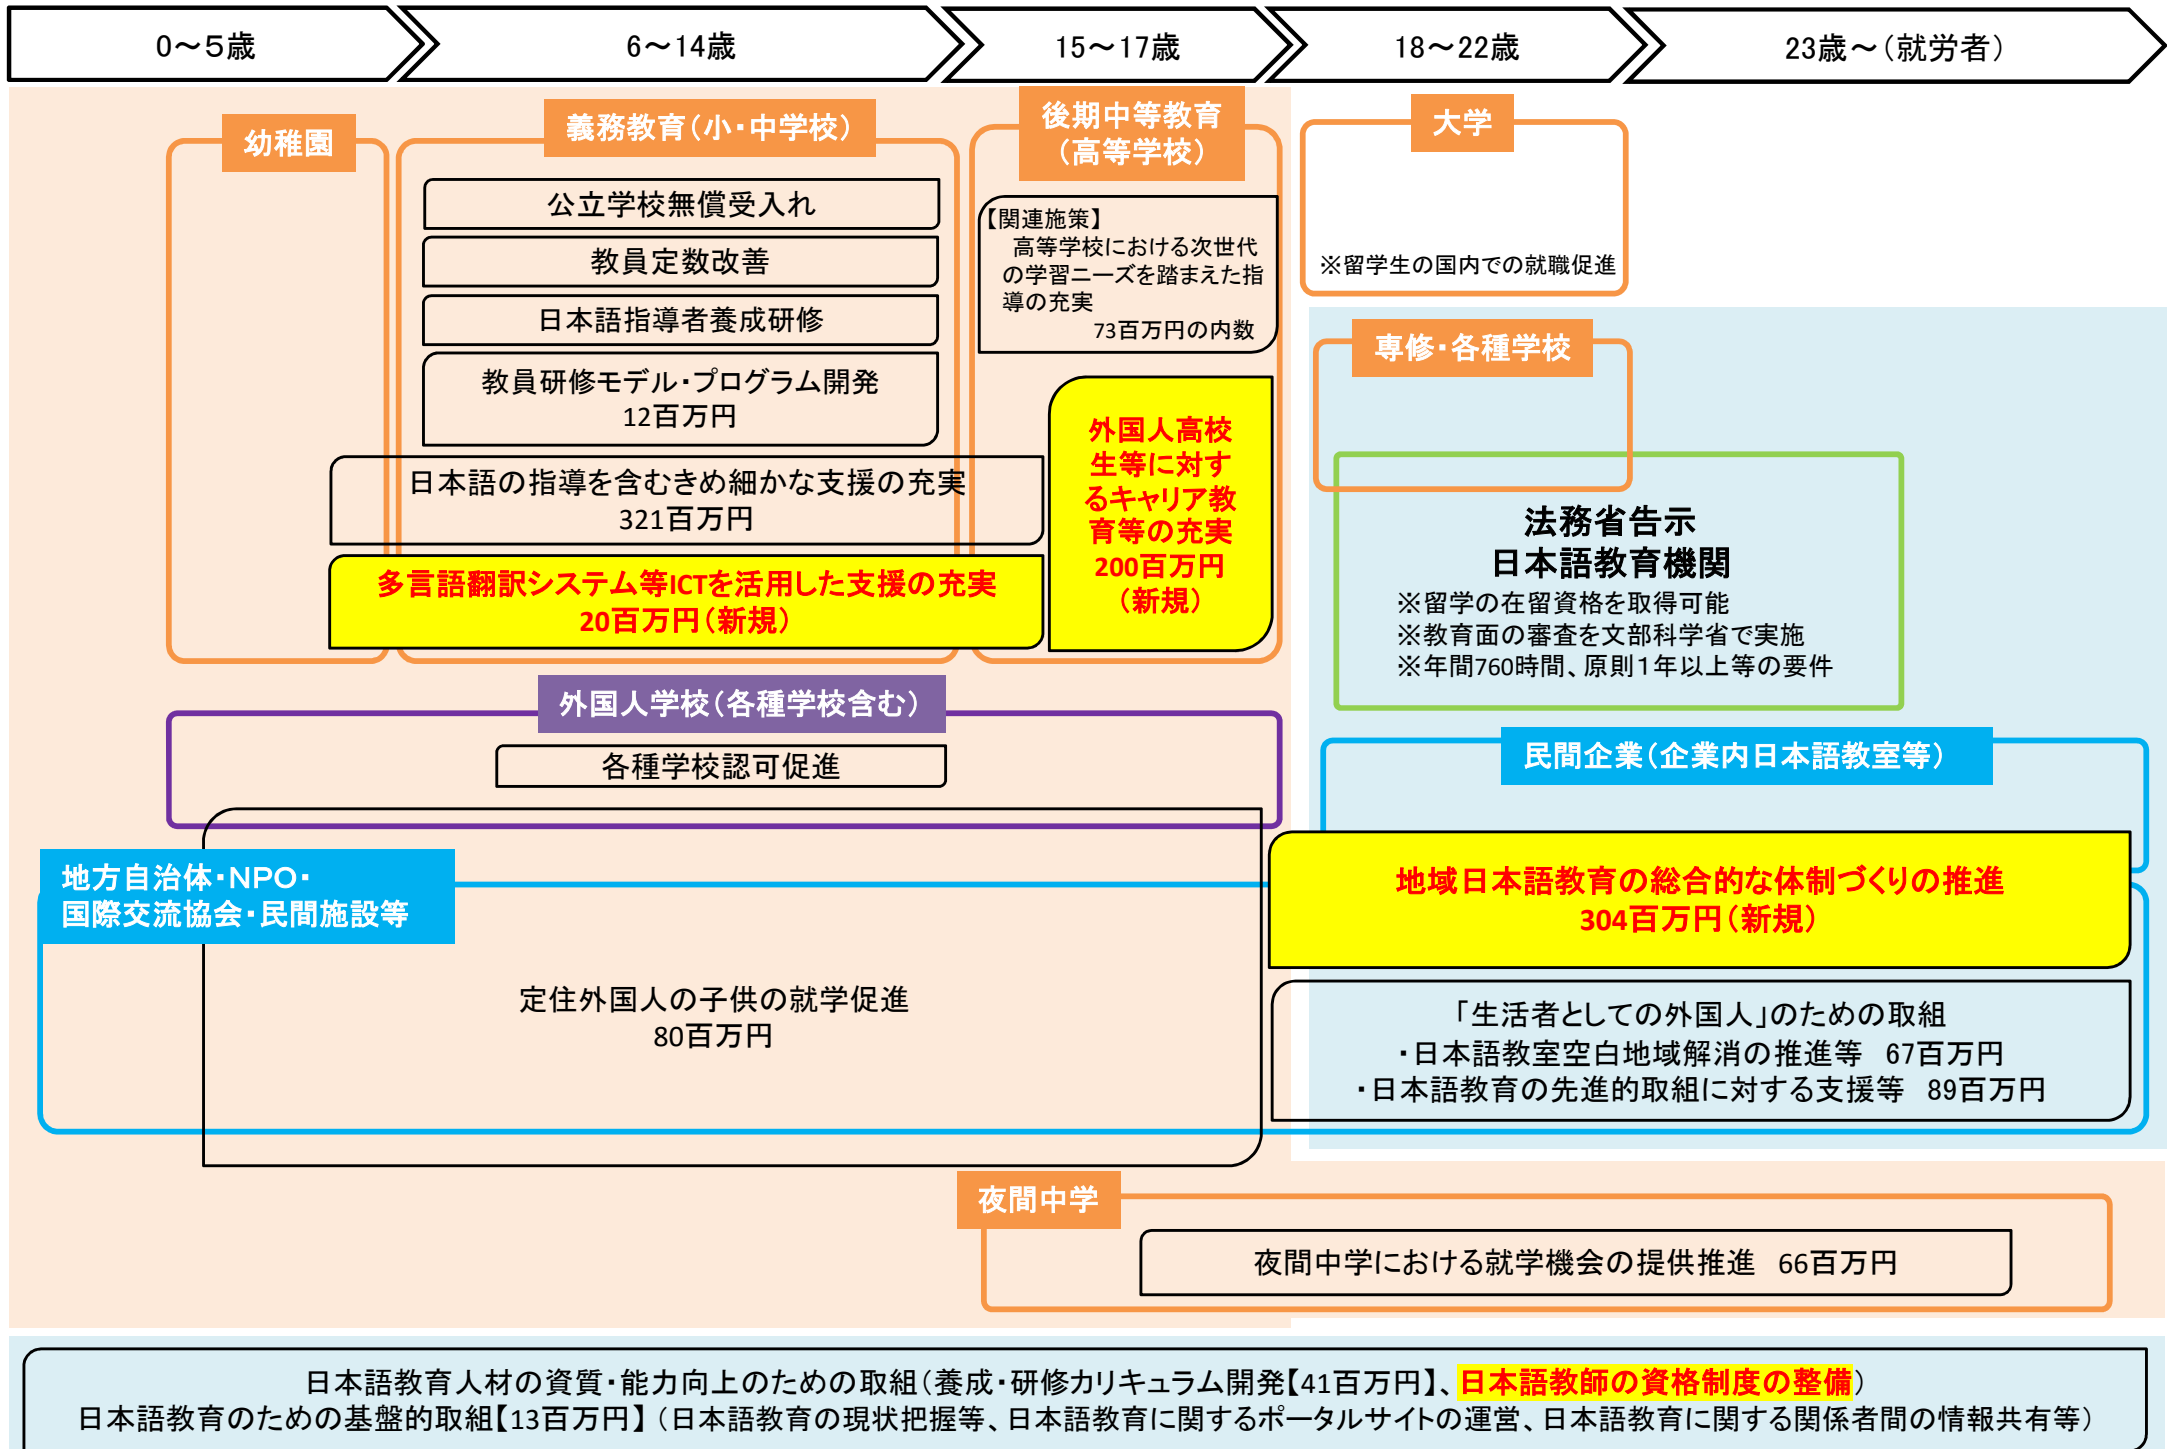 0～５歳
6～14歳
15～17歳
18～22歳
23歳～（就労者）
幼稚園
義務教育（小・中学校）
公立学校無償受入れ
教員定数改善
日本語指導者養成研修
教員研修モデル・プログラム開発
12百万円
日本語の指導を含むきめ細かな支援の充実
321百万円
多言語翻訳システム等ICTを活用した支援の充実
20百万円（新規）
後期中等教育
（高等学校）
【関連施策】
高等学校における次世代
の学習ニーズを踏まえた指
導の充実
73百万円の内数
外国人高校
生等に対す
るキャリア教
育等の充実
200百万円
（新規）
大学
※留学生の国内での就職促進
専修・各種学校
法務省告示
日本語教育機関
※留学の在留資格を取得可能
※教育面の審査を文部科学省で実施
※年間760時間、原則１年以上等の要件
外国人学校（各種学校含む）
各種学校認可促進
民間企業（企業内日本語教室等）
地方自治体・NPO・
国際交流協会・民間施設等
定住外国人の子供の就学促進
80百万円
地域日本語教育の総合的な体制づくりの推進
304百万円（新規）
「生活者としての外国人」のための取組
・日本語教室空白地域解消の推進等　67百万円
・日本語教育の先進的取組に対する支援等　89百万円
夜間中学
夜間中学における就学機会の提供推進　66百万円
日本語教育人材の資質・能力向上のための取組（養成・研修カリキュラム開発【41百万円】、日本語教師の資格制度の整備）
日本語教育のための基盤的取組【13百万円】（日本語教育の現状把握等、日本語教育に関するポータルサイトの運営、日本語教育に関する関係者間の情報共有等）